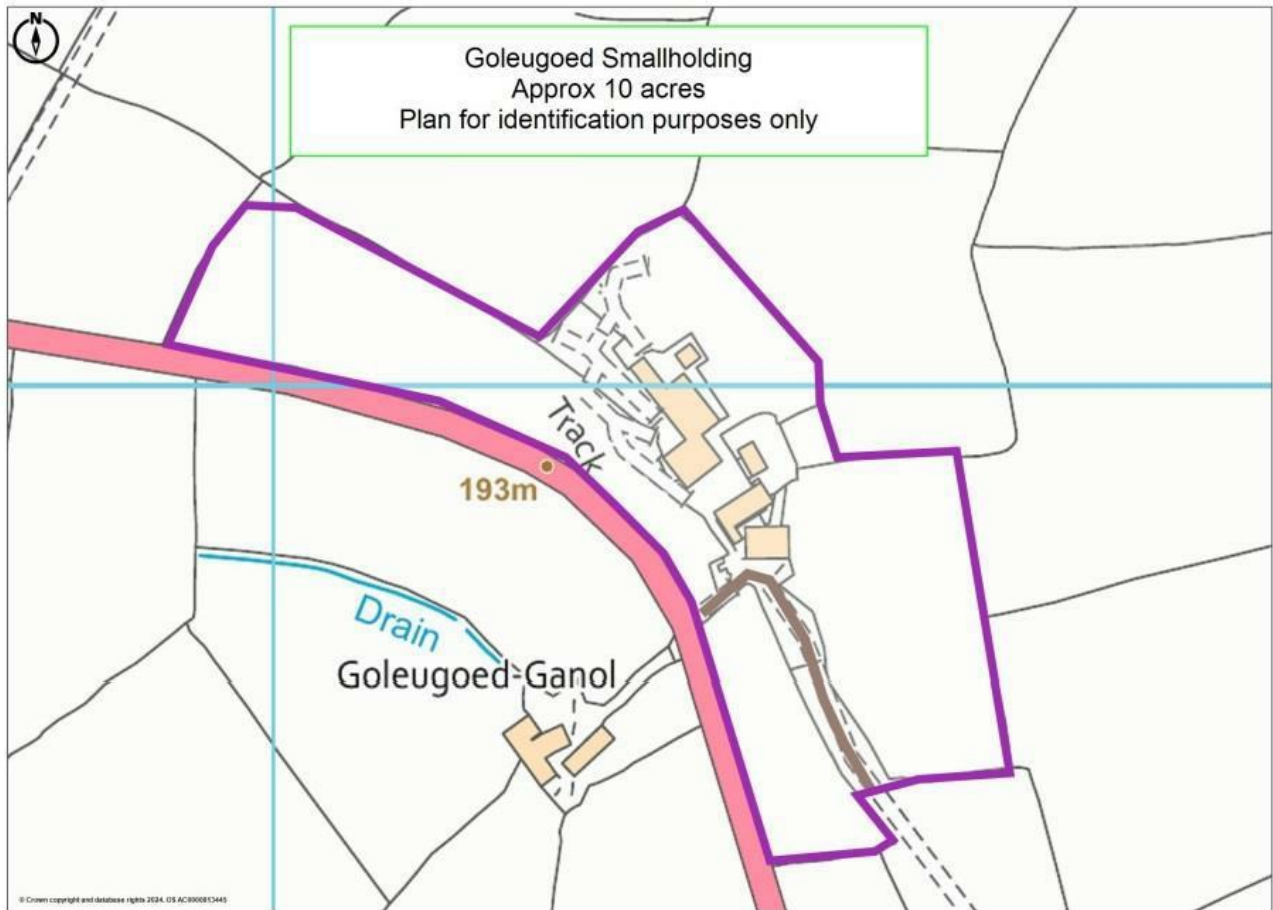 N
Goleugoed Smallholding
Approx 10 acres
Plan for identification purposes only
Track
193m
Drain
Goleugoed-Ganol
© Crown copyright and database rights 2024. OS AC0000813445